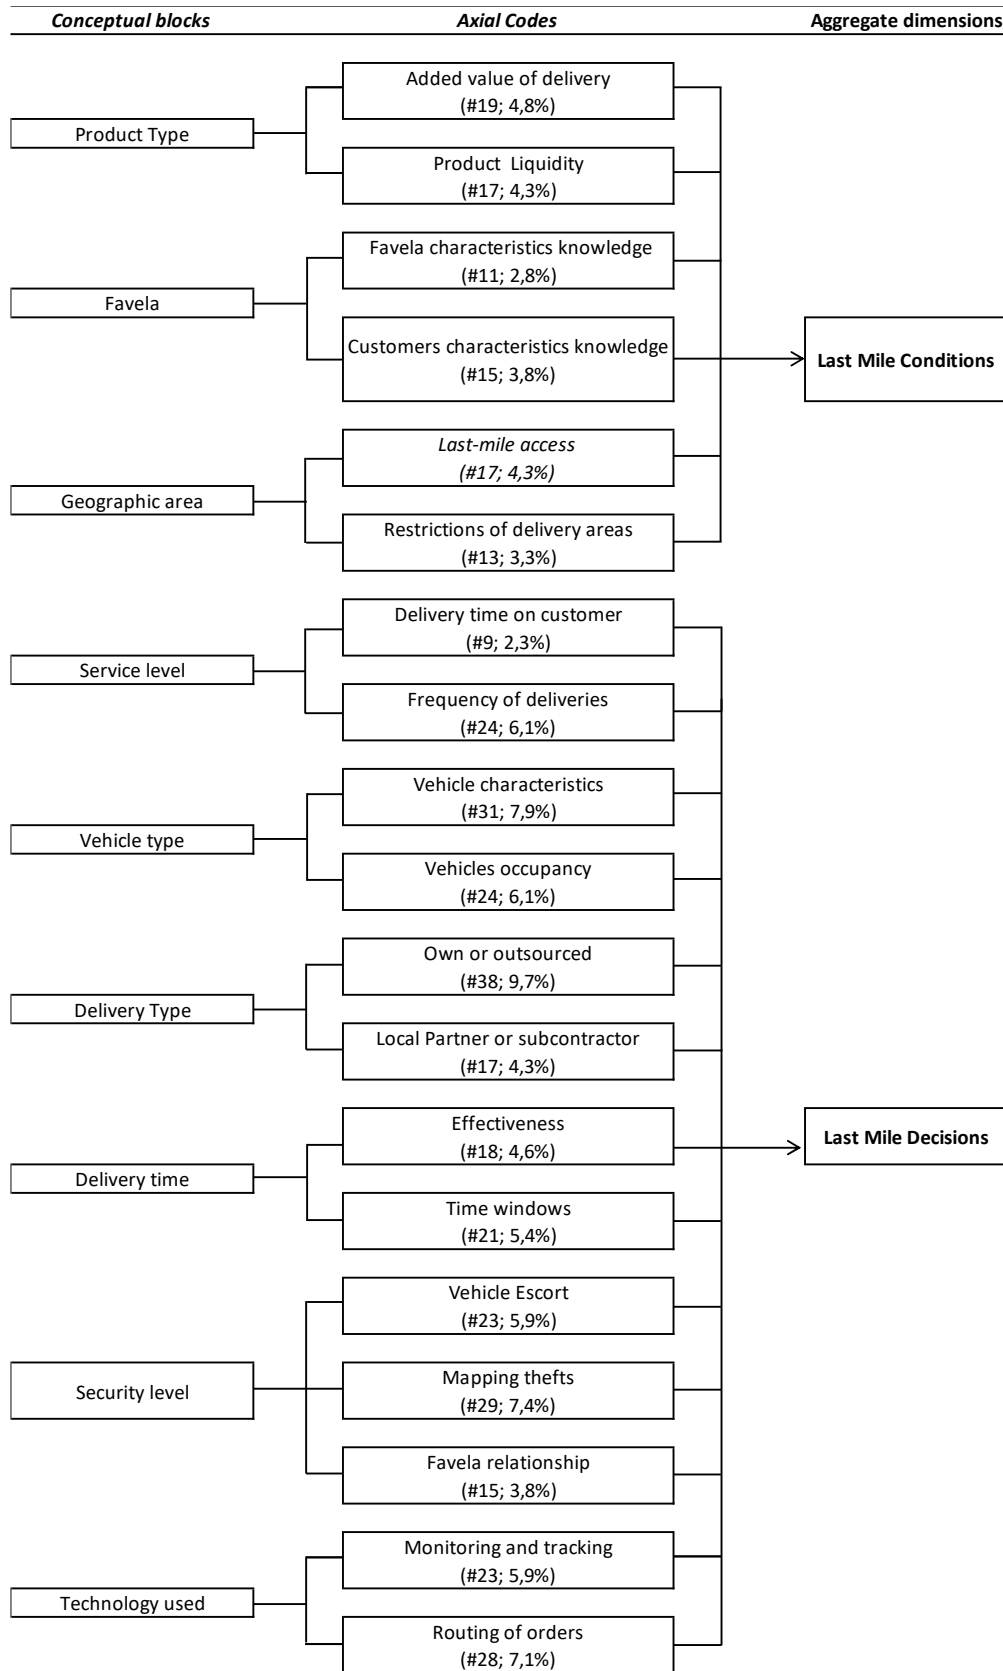 Conceptual blocks
Axial Codes
Aggregate dimensions
Product Type
Added value of delivery
(#19; 4,8%)
Product Liquidity
(#17; 4,3%)
Favela
Favela characteristics knowledge
(#11; 2,8%)
Customers characteristics knowledge
(#15; 3,8%)
Last Mile Conditions
Geographic area
Last-mile access
(#17; 4,3%)
Restrictions of delivery areas
(#13; 3,3%)
Service level
Delivery time on customer
(#9; 2,3%)
Frequency of deliveries
(#24; 6,1%)
Vehicle type
Vehicle characteristics
(#31; 7,9%)
Vehicles occupancy
(#24; 6,1%)
Delivery Type
Own or outsourced
(#38; 9,7%)
Local Partner or subcontractor
(#17; 4,3%)
Delivery time
Effectiveness
(#18; 4,6%)
Time windows
(#21; 5,4%)
Last Mile Decisions
Security level
Vehicle Escort
(#23; 5,9%)
Mapping thefts
(#29; 7,4%)
Favela relationship
(#15; 3,8%)
Technology used
Monitoring and tracking
(#23; 5,9%)
Routing of orders
(#28; 7,1%)